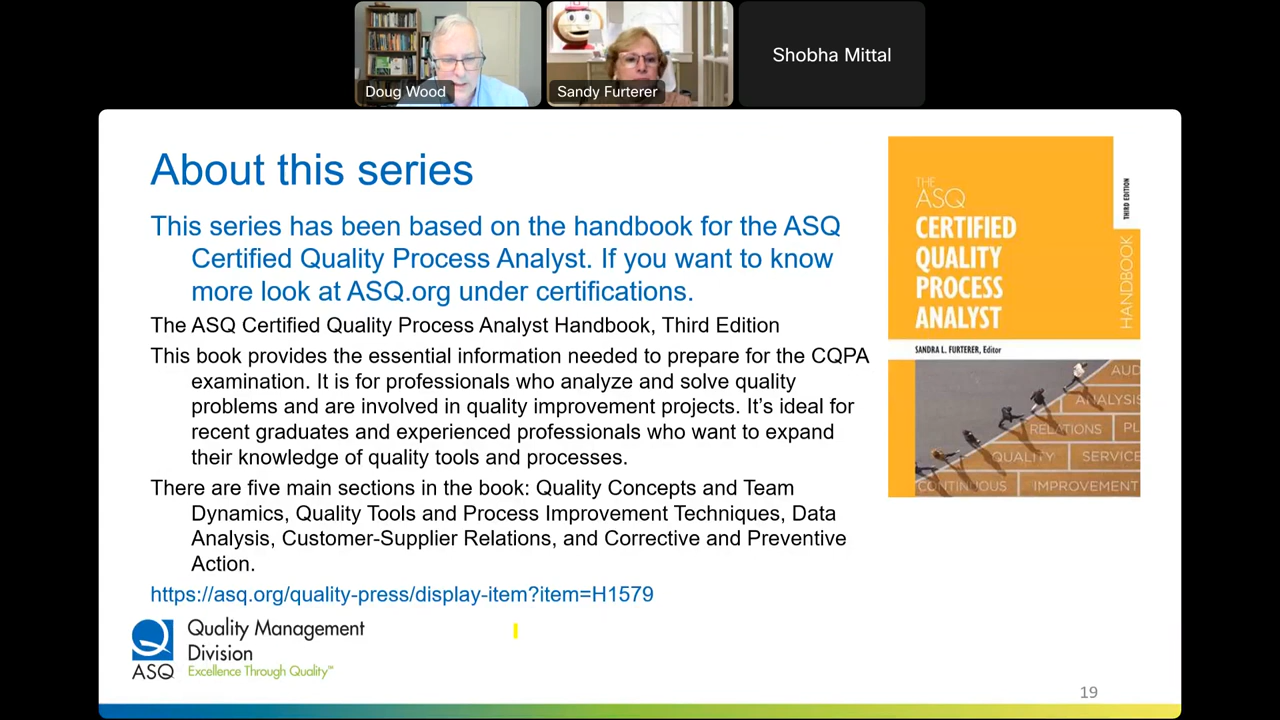 Doug Wood
Sandy Furterer
Shobha Mittal
About this series
This series has been based on the handbook for the ASQ
Certified Quality Process Analyst. If you want to know
more look at ASQ.org under certifications.
The ASQ Certified Quality Process Analyst Handbook, Third Edition
This book provides the essential information needed to prepare for the CQPA
examination. It is for professionals who analyze and solve quality
problems and are involved in quality improvement projects. It’s ideal for
recent graduates and experienced professionals who want to expand
their knowledge of quality tools and processes.
There are five main sections in the book: Quality Concepts and Team
Dynamics, Quality Tools and Process Improvement Techniques, Data
Analysis, Customer-Supplier Relations, and Corrective and Preventive
Action.
https://asq.org/quality-press/display-item?item=H1579
THE
ASQ
CERTIFIED
QUALITY
PROCESS
ANALYST
THIRD EDITION
HANDBOOK
SANDRA L. FURTERER, Editor
AUD
ANALYSIS
RELATIONS PL
QUALITY SERVICE
CONTINUOUS IMPROVEMENT
ASQ
Quality Management
Division
Excellence Through Quality™
19